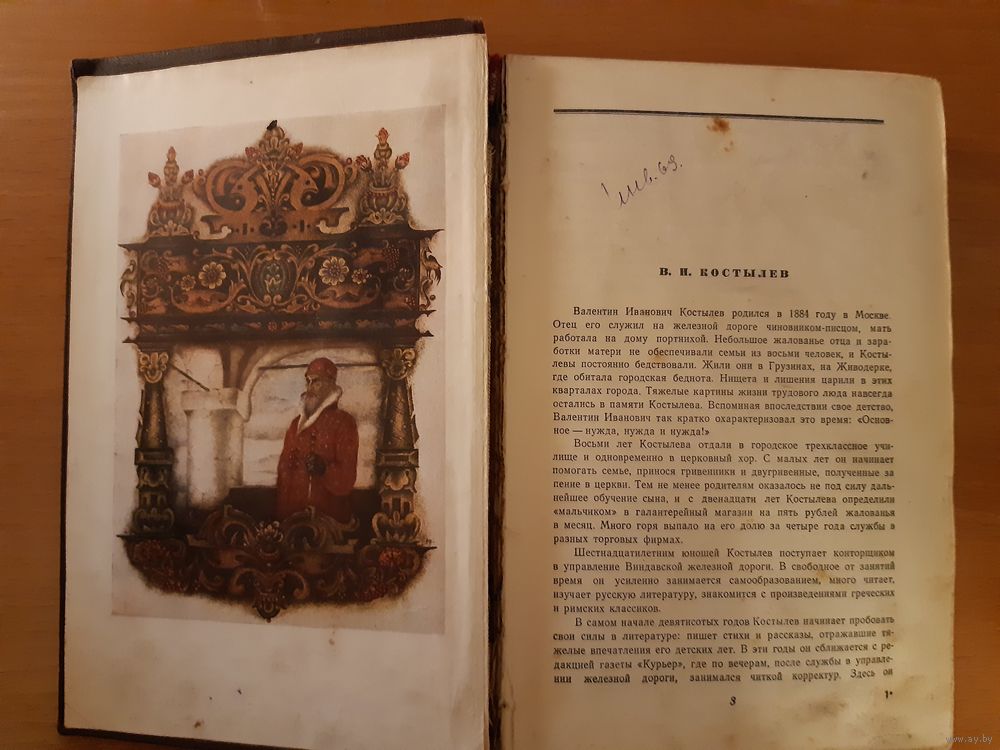 В. И. КОСТЫЛЕВ
Валентин Иванович Костылев родился в 1884 году в Москве.
Отец его служил на железной дороге чиновником-писцом, мать
работала на дому портнихой. Небольшое жалованье отца и зара-
ботки матери не обеспечивали семьи из восьми человек, и Косты-
левы постоянно бедствовали. Жили они в Грузинах, на Живодерке,
где обитала городская беднота. Нищета и лишения царили в этих
кварталах города. Тяжелые картины жизни трудового люда навсегда
остались в памяти Костылева. Вспоминая впоследствии свое детство,
Валентин Иванович так кратко охарактеризовал это время: «Основ-
ное — нужда, нужда и нужда!»
Восьми лет Костылева отдали в городское трехклассное учи-
лище и одновременно в церковный хор. С малых лет он начинает
помогать семье, принося гривенники и двугривенные, полученные за
пение в церкви. Тем не менее родителям оказалось не под силу даль-
нейшее обучение сына, и с двенадцати лет Костылева определили
«мальчиком» в галантерейный магазин на пять рублей жалованья
в месяц. Много горя выпало на его долю за четыре года службы в
разных торговых фирмах.
Шестнадцатилетним юношей Костылев поступает конторщиком
в управление Виндавской железной дороги. В свободное от занятий
время он усиленно занимается самообразованием, много читает,
изучает русскую литературу, знакомится с произведениями греческих
и римских классиков.
В самом начале девятисотых годов Костылев начинает пробовать
свои силы в литературе: пишет стихи и рассказы, отражавшие тя-
желые впечатления его детских лет. В эти годы он сближается с ре-
дакцией газеты «Курьер», где по вечерам, после службы в управле-
нии железной дороги, занимался читкой корректур. Здесь он
3
1*
www.ay.by